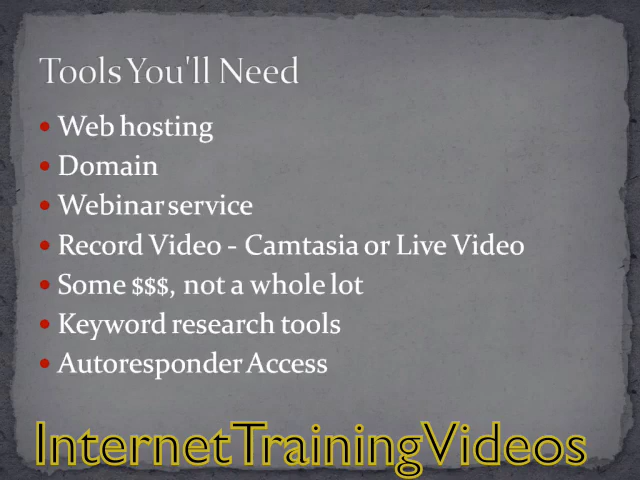 Tools You'll Need
• Web hosting
• Domain
• Webinar service
• Record Video - Camtasia or Live Video
• Some $$$, not a whole lot
• Keyword research tools
• Autoresponder Access
InternetTrainingVideos